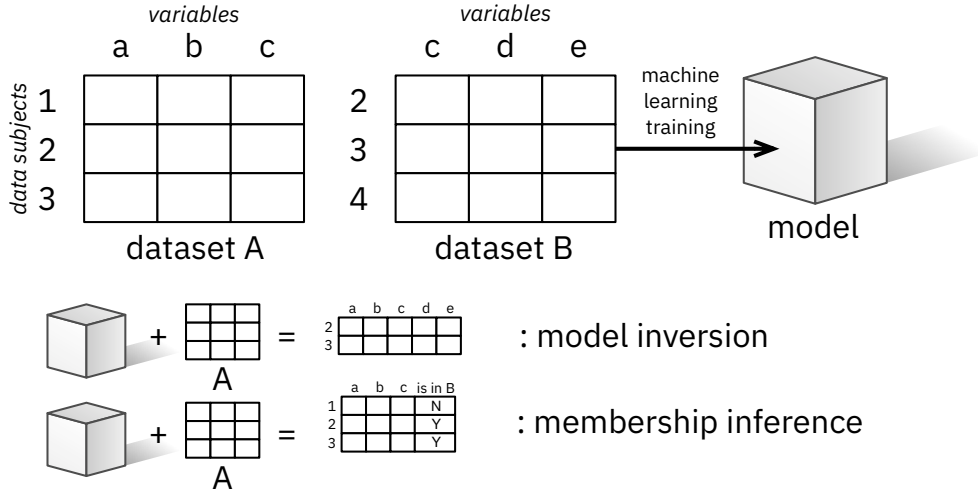 variables
a b c
data subjects
1
2
3
dataset A
variables
c d e
2
3
4
dataset B
machine
learning
training
model
+
A
=
a b c d e
2
3
: model inversion
+
A
=
a b c is in B
1 N
2 Y
3 Y
: membership inference